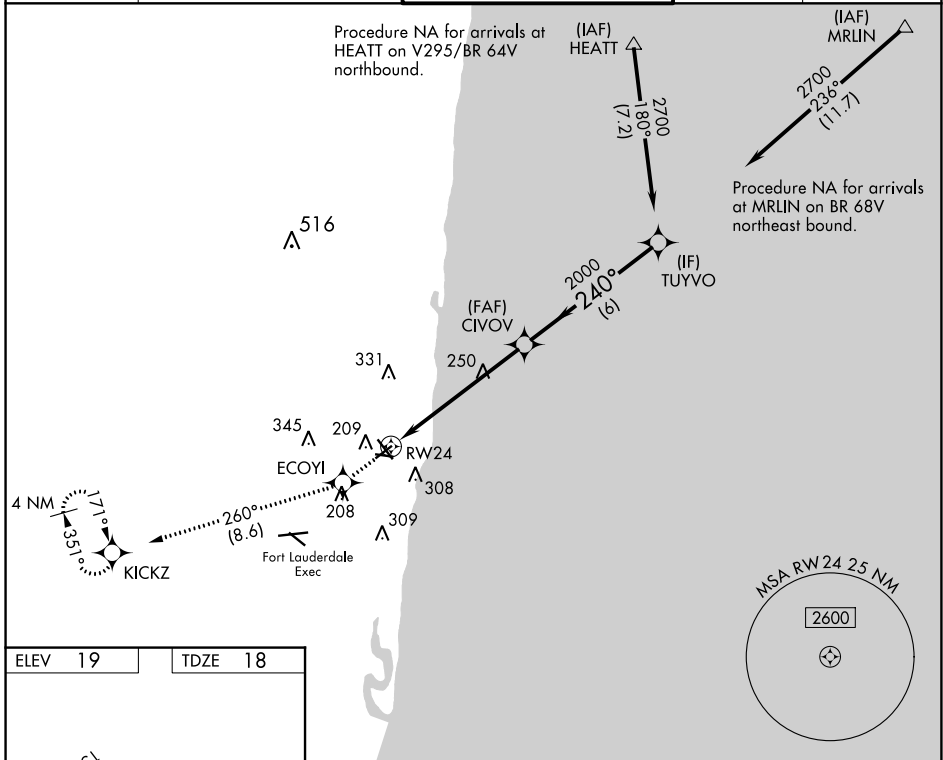 Procedure NA for arrivals at
HEATT on V295/BR 64V
northbound.
(IAF)
HEATT
(IAF)
MRLIN
2700
180°
(7.2)
2700
236°
(11.7)
Procedure NA for arrivals
at MRLIN on BR 68V
northeast bound.
516
(IF)
TUYVO
2000
240°
(6)
(FAF)
CIVOV
331
250
345
209
RW24
ECOYI
308
208
309
4 NM
171°
351°
260°
(8.6)
KICKZ
Fort Lauderdale
Exec
MSA RW24 25 NM
2600
ELEV 19
TDZE 18